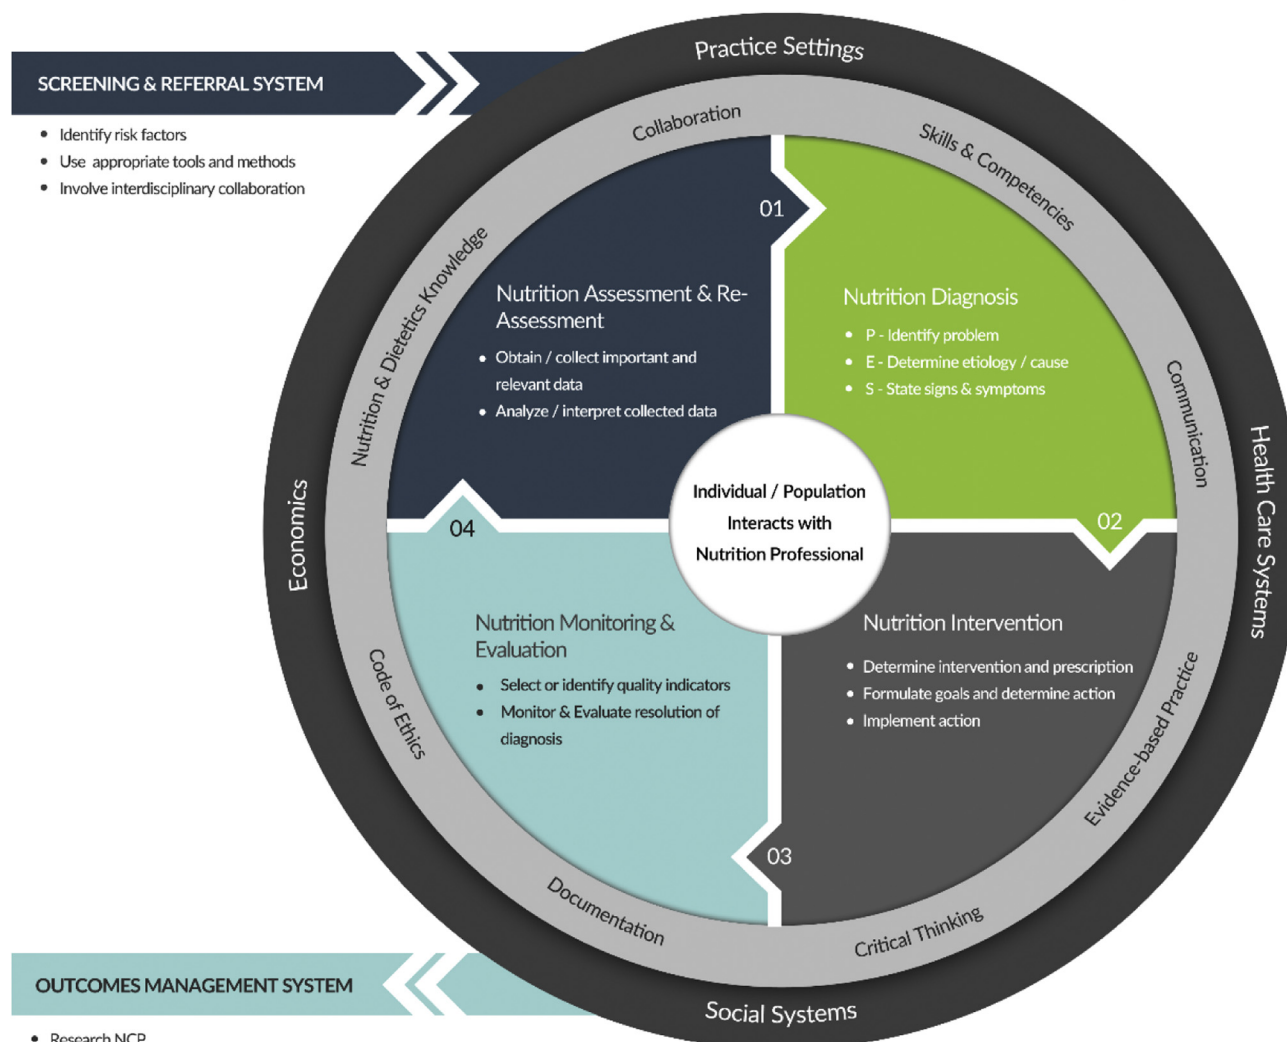 Practice Settings
SCREENING & REFERRAL SYSTEM
• Identify risk factors
• Use appropriate tools and methods
• Involve interdisciplinary collaboration
Collaboration
Skills & Competencies
Nutrition & Dietetics Knowledge
Communication
Economics
Health Care Systems
Code of Ethics
Evidence-based Practice
Documentation
Critical Thinking
Social Systems
01
Nutrition Assessment & Re-
Assessment
• Obtain / collect important and
relevant data
• Analyze / interpret collected data
Nutrition Diagnosis
• P - Identify problem
• E - Determine etiology / cause
• S - State signs & symptoms
02
Individual / Population
Interacts with
Nutrition Professional
Nutrition Intervention
• Determine intervention and prescription
• Formulate goals and determine action
• Implement action
03
04
Nutrition Monitoring &
Evaluation
• Select or identify quality indicators
• Monitor & Evaluate resolution of
diagnosis
OUTCOMES MANAGEMENT SYSTEM
• Research NCP